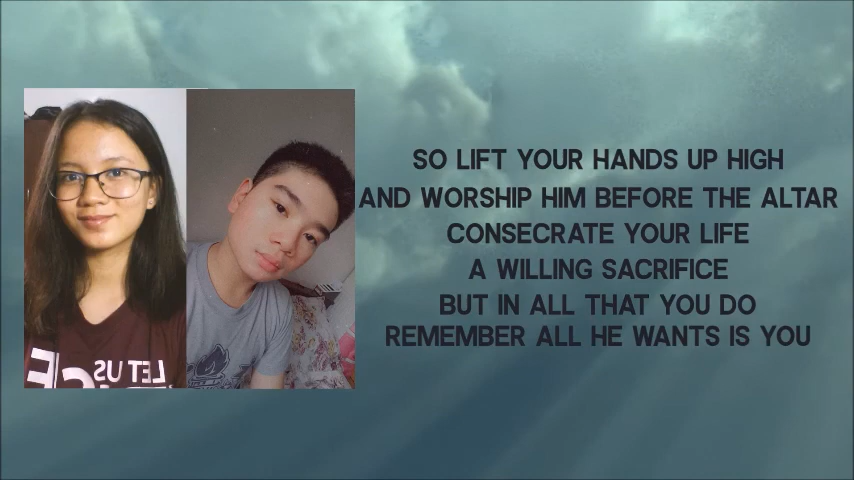 SO LIFT YOUR HANDS UP HIGH
AND WORSHIP HIM BEFORE THE ALTAR
CONSECRATE YOUR LIFE
A WILLING SACRIFICE
BUT IN ALL THAT YOU DO
REMEMBER ALL HE WANTS IS YOU
LET US